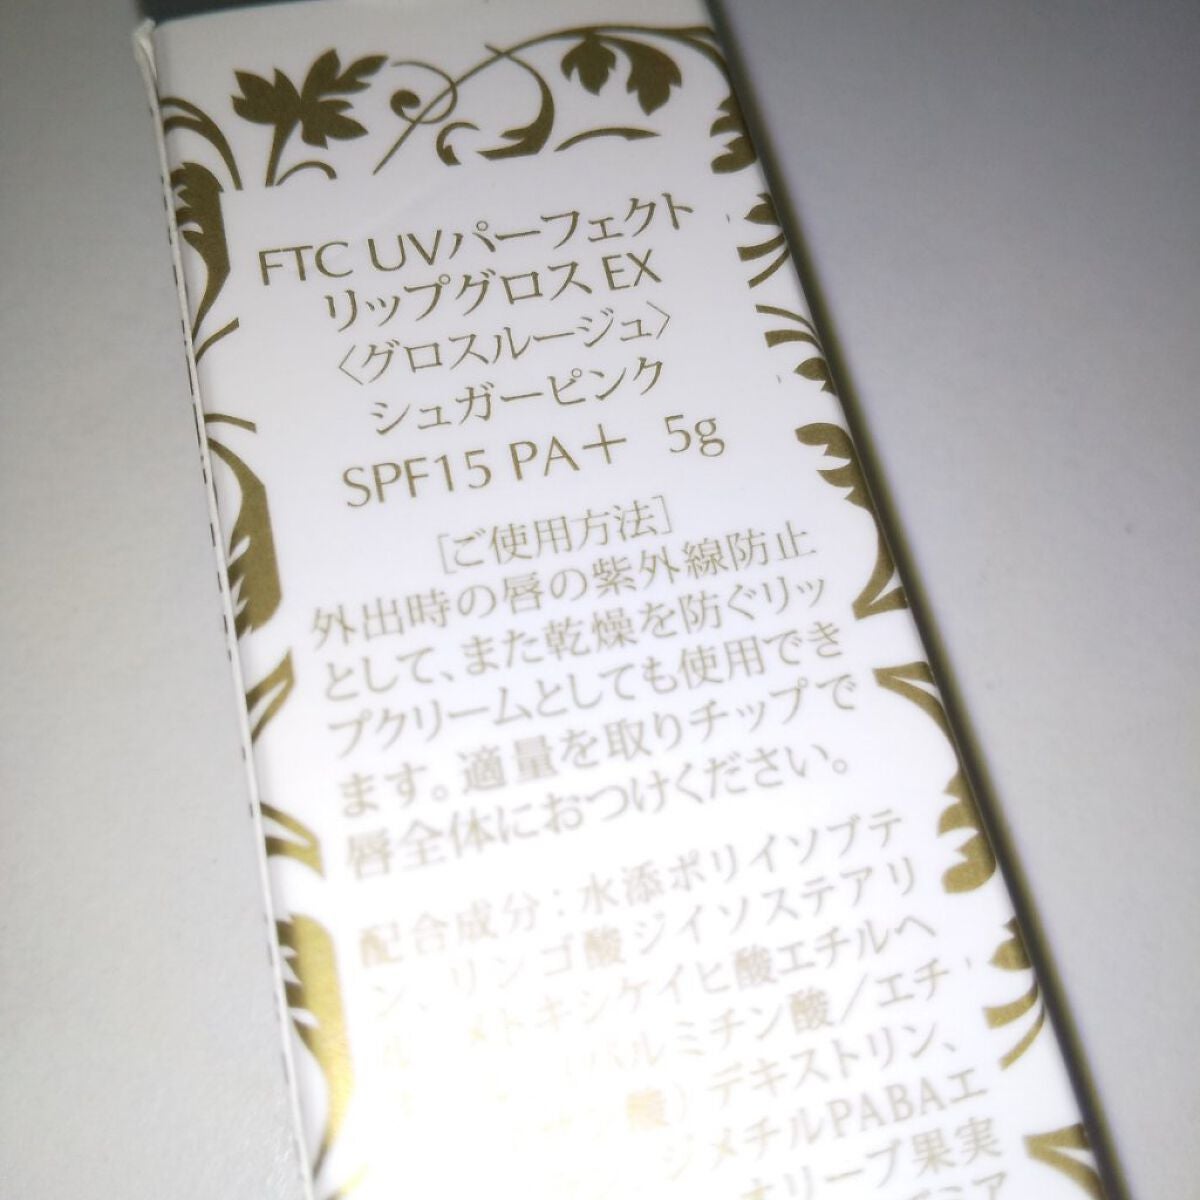 FTC UVパーフェクト
リップグロス EX
〈グロスルージュ〉
シュガーピンク
SPF15 PA＋ 5g
[ご使用方法]
外出時の唇の紫外線防止
として、また乾燥を防ぐリッ
プクリームとしても使用でき
ます。適量を取りチップで
唇全体におつけください。
配合成分：水添ポリイソブテ
ン、リンゴ酸ジイソステアリ
メトキシケイヒ酸エチルヘ
パルミチン酸／エチ
サン酸）デキストリン、
ジメチルPABAエ
オリーブ果実